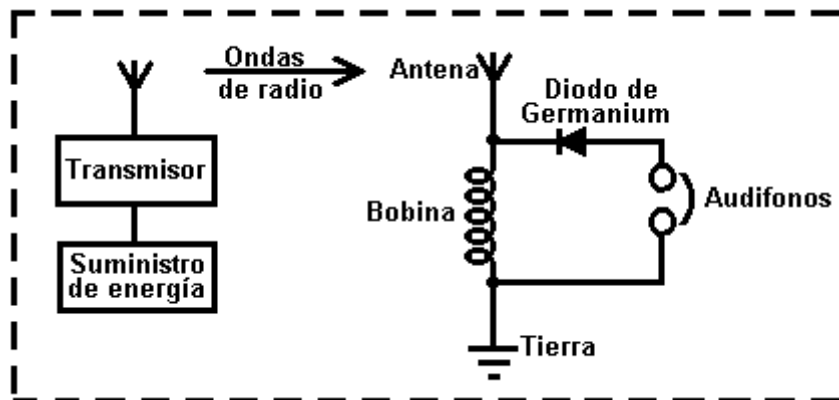 Ondas
de radio
Antena
Diodo de
Germanium
Transmisor
Bobina
Audifonos
Suministro
de energía
Tierra